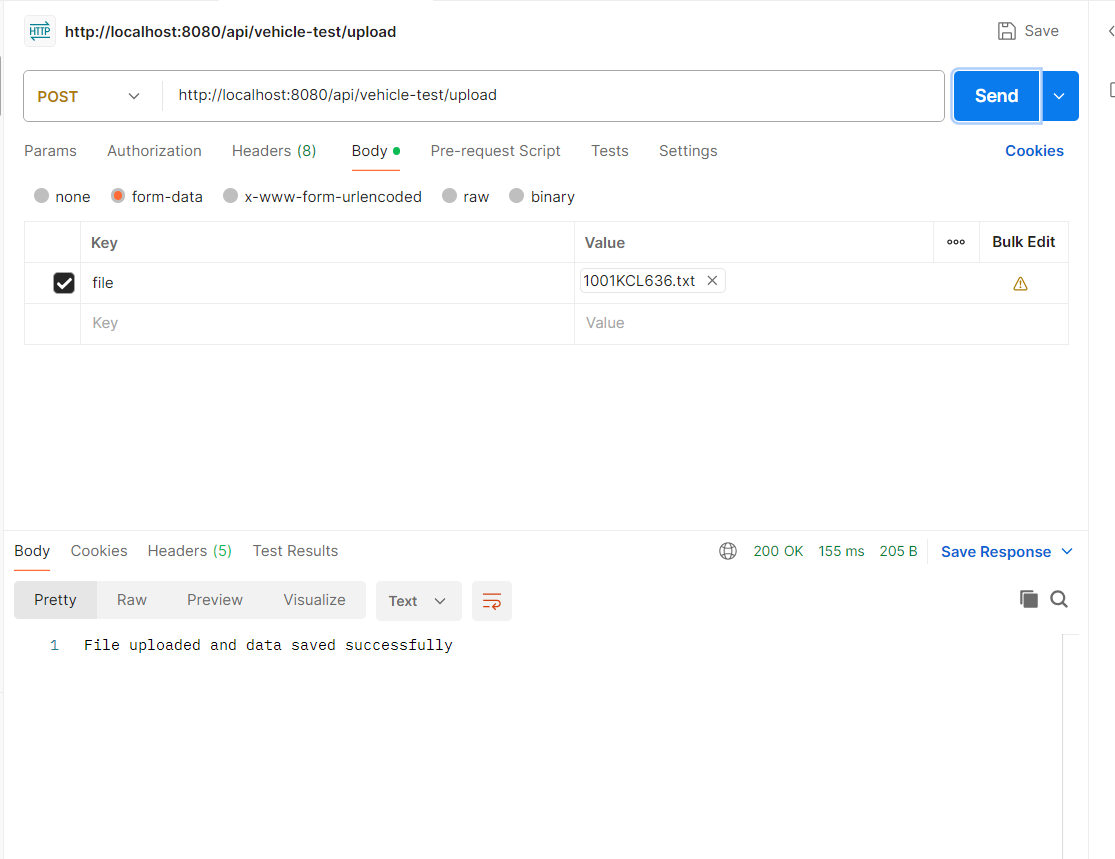 HTTP http://localhost:8080/api/vehicle-test/upload Save
POST http://localhost:8080/api/vehicle-test/upload Send
Params Authorization Headers (8) Body Pre-request Script Tests Settings Cookies
none form-data x-www-form-urlencoded raw binary
Key Value Bulk Edit
file 1001KCL636.txt
Key Value
Body Cookies Headers (5) Test Results 200 OK 155 ms 205 B Save Response
Pretty Raw Preview Visualize Text
1 File uploaded and data saved successfully